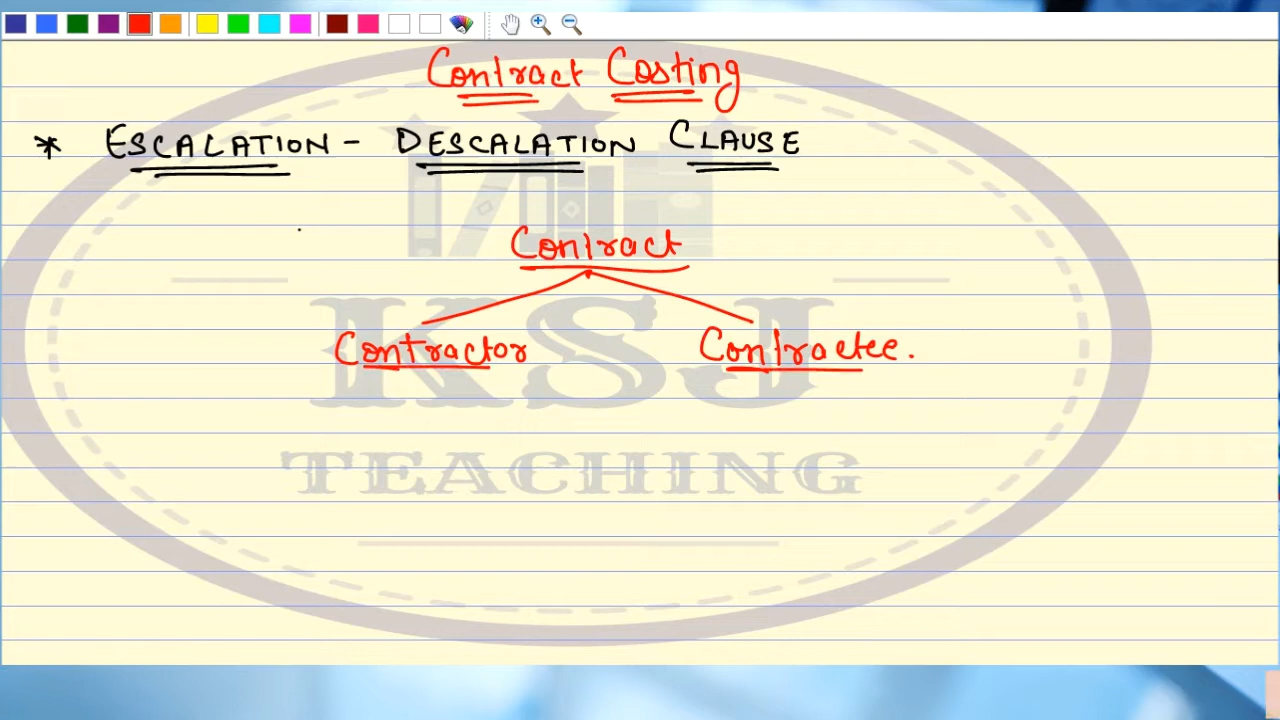 Contract Costing
* ESCALATION - DESCALATION CLAUSE
Contract
Contractor Contractee.
KSJ
TEACHING